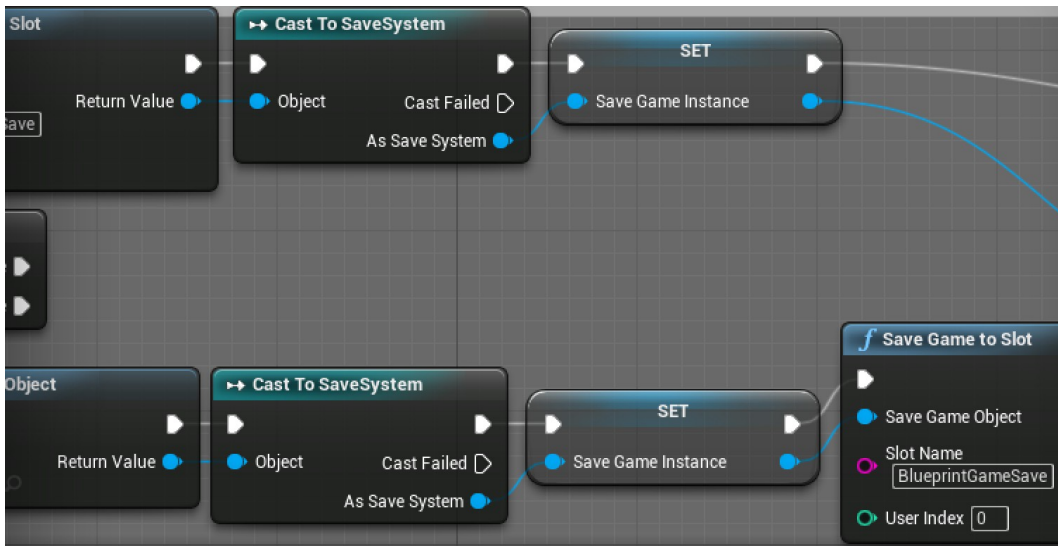 Slot
Cast To SaveSystem
SET
Return Value
Object
Cast Failed
Save Game Instance
Save
As Save System
Save Game to Slot
Object
Cast To SaveSystem
SET
Save Game Object
Return Value
Object
Cast Failed
Save Game Instance
Slot Name
BlueprintGameSave
As Save System
User Index 0